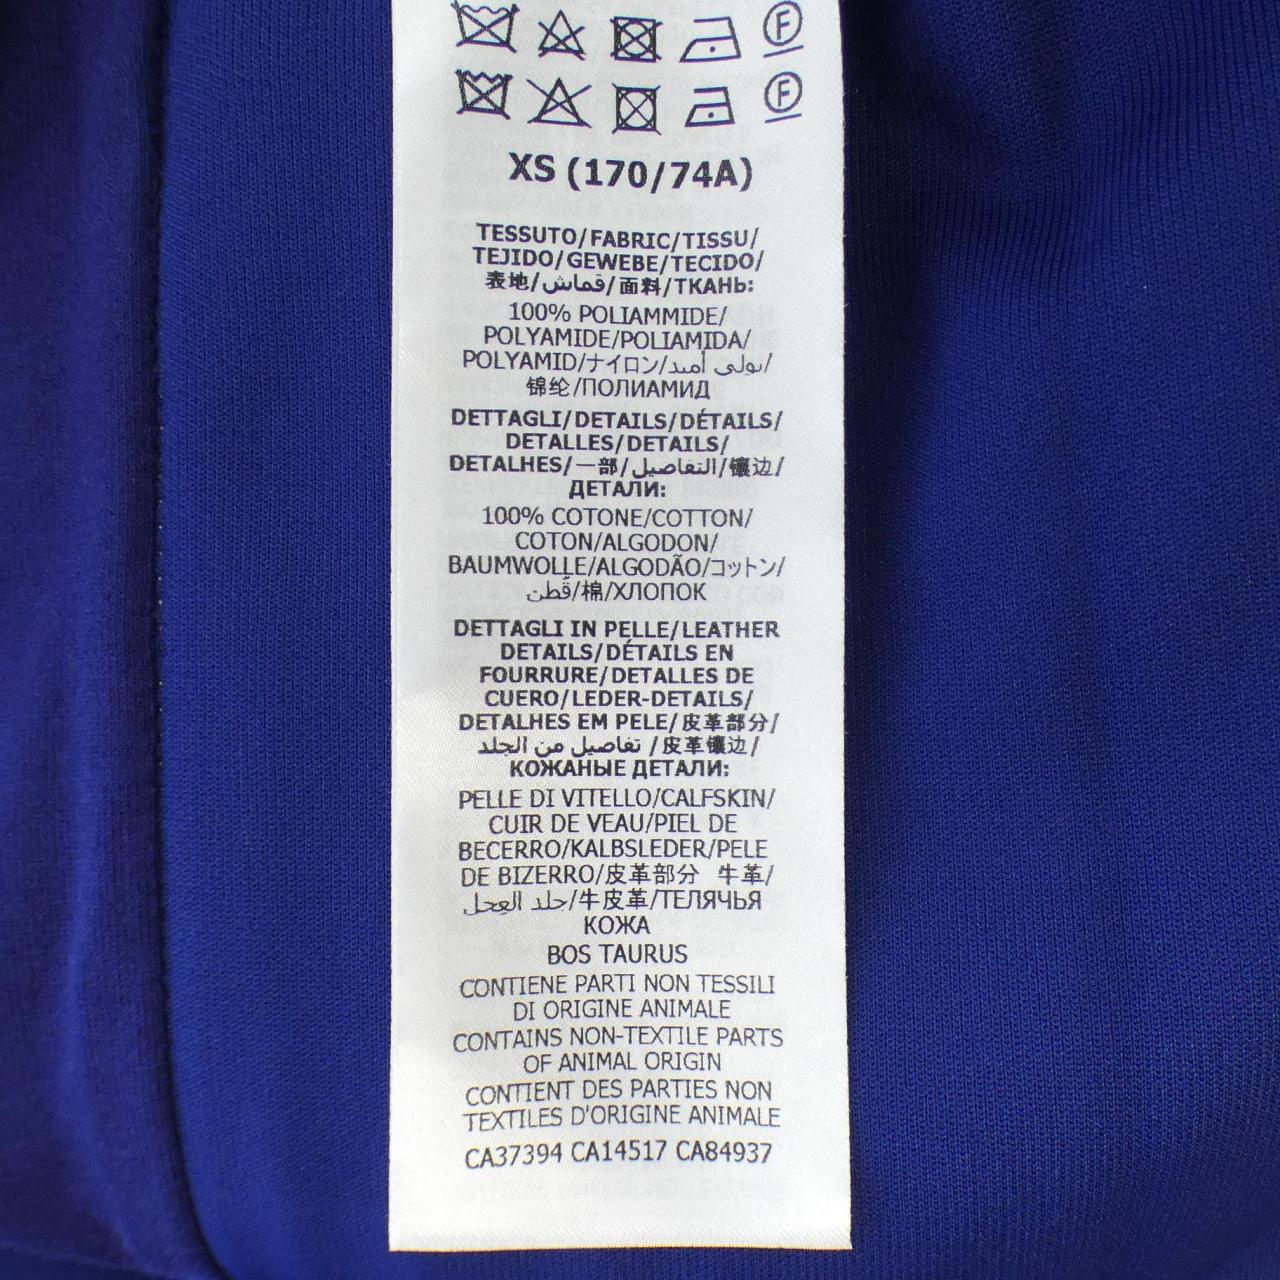 F
F
XS (170/74A)
TESSUTO/FABRIC/TISSU/
TEJIDO/GEWEBE/TECIDO/
表地/قماش/面料/ТКАНЬ:
100% POLIAMMIDE/
POLYAMIDE/POLIAMIDA/
POLYAMID/ナイロン/بولي أميد/
锦纶/ПОЛИАМИД
DETTAGLI/DETAILS/DÉTAILS/
DETALLES/DETAILS/
DETALHES/一部/التفاصيل/镶边/
ДЕТАЛИ:
100% COTONE/COTTON/
COTON/ALGODON/
BAUMWOLLE/ALGODÃO/コットン/
قطن/棉/ХЛОПОК
DETTAGLI IN PELLE/LEATHER
DETAILS/DÉTAILS EN
FOURRURE/DETALLES DE
CUERO/LEDER-DETAILS/
DETALHES EM PELE/皮革部分/
تفاصيل من الجلد/皮革镶边/
КОЖАНЫЕ ДЕТАЛИ:
PELLE DI VITELLO/CALFSKIN/
CUIR DE VEAU/PIEL DE
BECERRO/KALBSLEDER/PELE
DE BIZERRO/皮革部分 牛革/
جلد العجل/牛皮革/ТЕЛЯЧЬЯ
КОЖА
BOS TAURUS
CONTIENE PARTI NON TESSILI
DI ORIGINE ANIMALE
CONTAINS NON-TEXTILE PARTS
OF ANIMAL ORIGIN
CONTIENT DES PARTIES NON
TEXTILES D'ORIGINE ANIMALE
CA37394 CA14517 CA84937